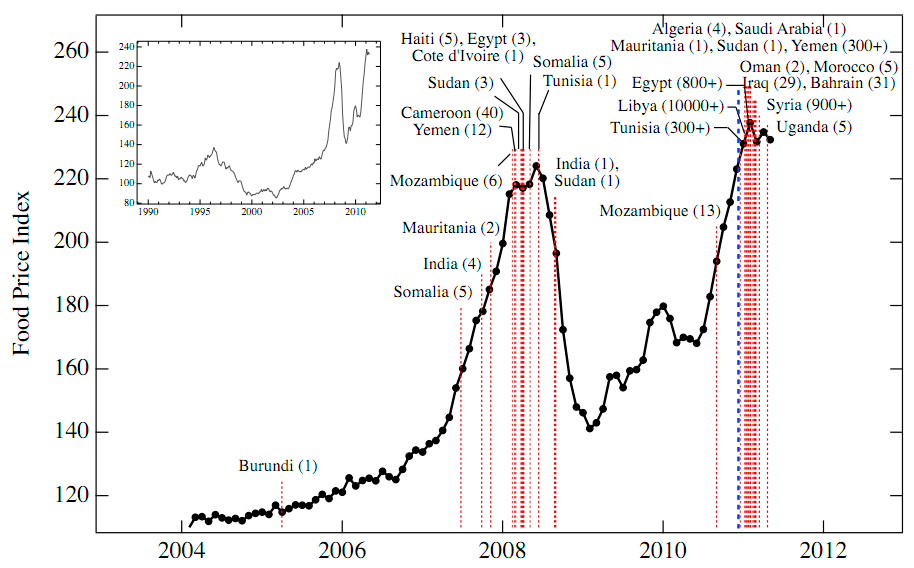 Food Price Index
260
240
220
200
180
160
140
120
2004
2006
2008
2010
2012
240
220
200
180
160
140
120
100
80
1990
1995
2000
2005
2010
Burundi (1)
Somalia (5)
India (4)
Mauritania (2)
Mozambique (6)
Yemen (12)
Cameroon (40)
Sudan (3)
Haiti (5), Egypt (3),
Cote d'Ivoire (1)
Somalia (5)
Tunisia (1)
India (1),
Sudan (1)
Mozambique (13)
Tunisia (300+)
Libya (10000+)
Egypt (800+)
Algeria (4), Saudi Arabia (1)
Mauritania (1), Sudan (1), Yemen (300+)
Oman (2), Morocco (5)
Iraq (29), Bahrain (31)
Syria (900+)
Uganda (5)